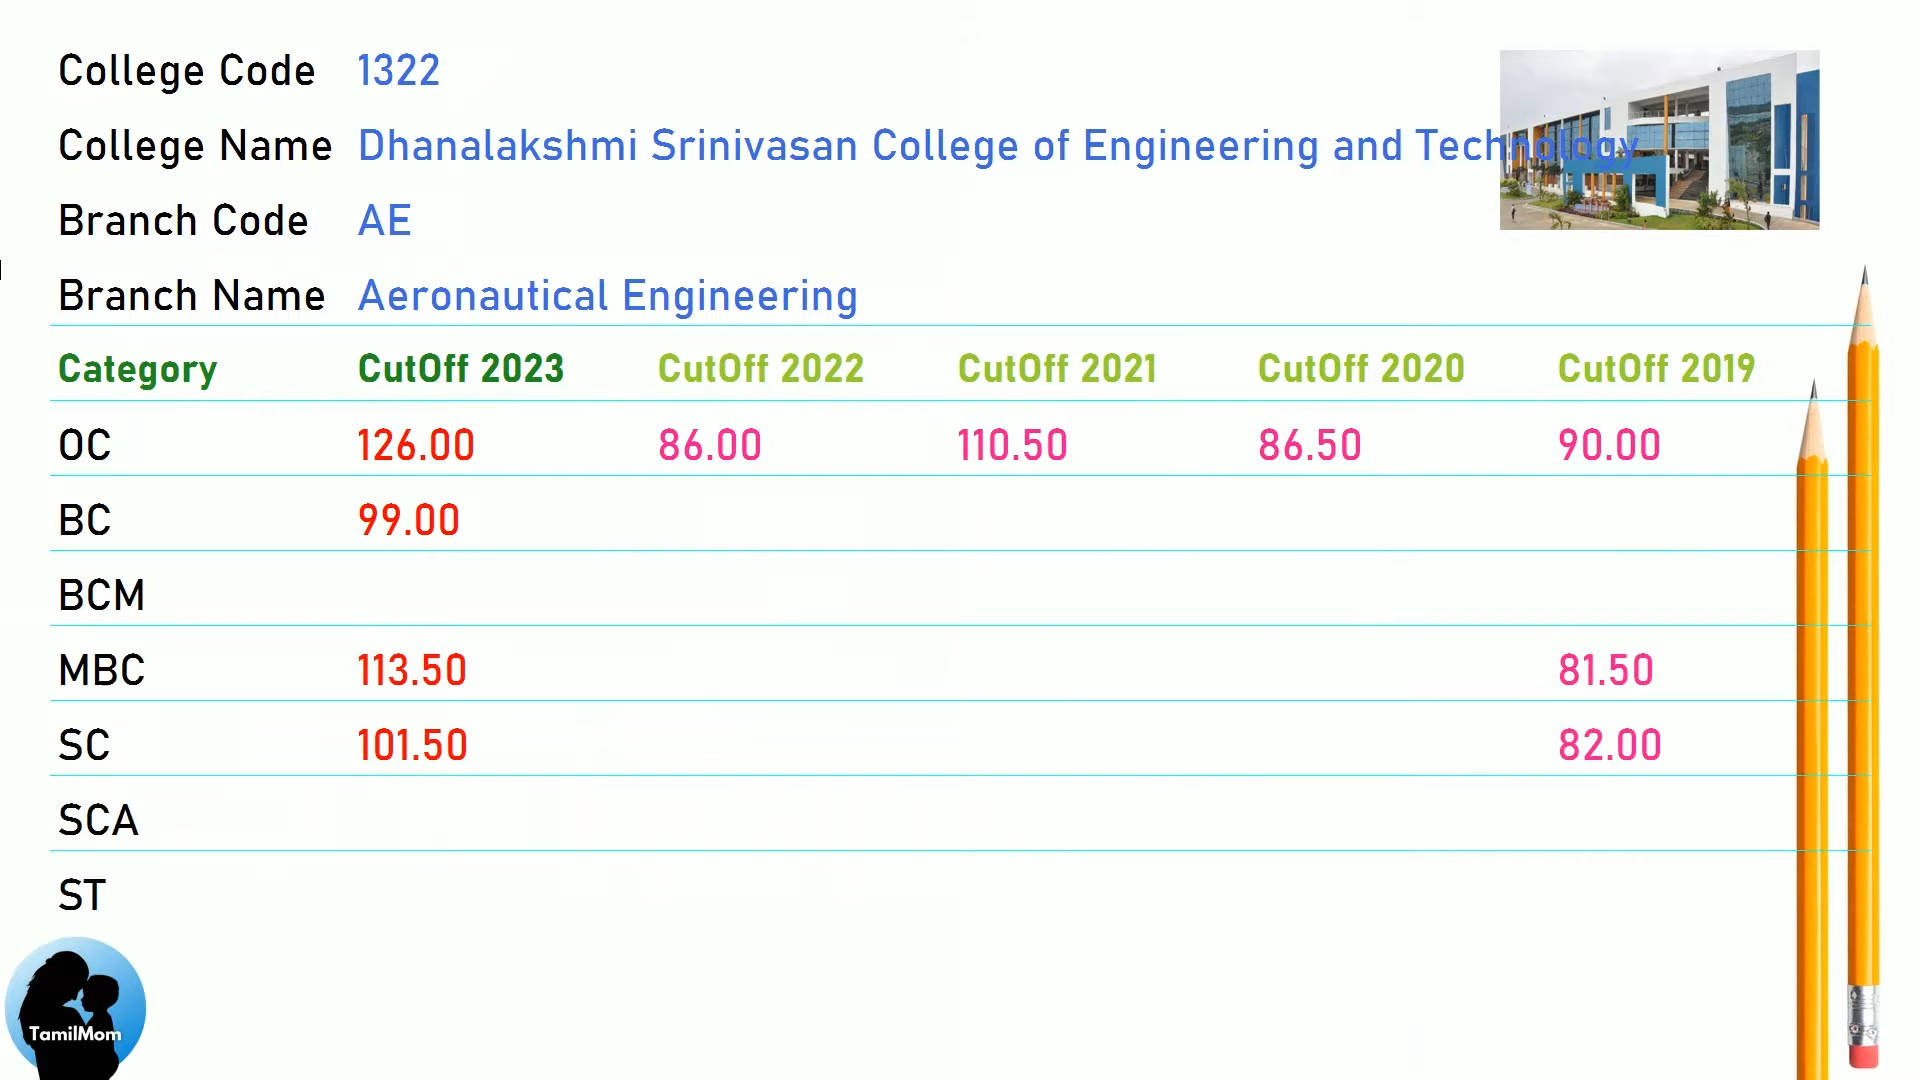 College Code 1322
College Name Dhanalakshmi Srinivasan College of Engineering and Technology
Branch Code AE
Branch Name Aeronautical Engineering
Category CutOff 2023 CutOff 2022 CutOff 2021 CutOff 2020 CutOff 2019
OC 126.00 86.00 110.50 86.50 90.00
BC 99.00
BCM
MBC 113.50 81.50
SC 101.50 82.00
SCA
ST
TamilMom